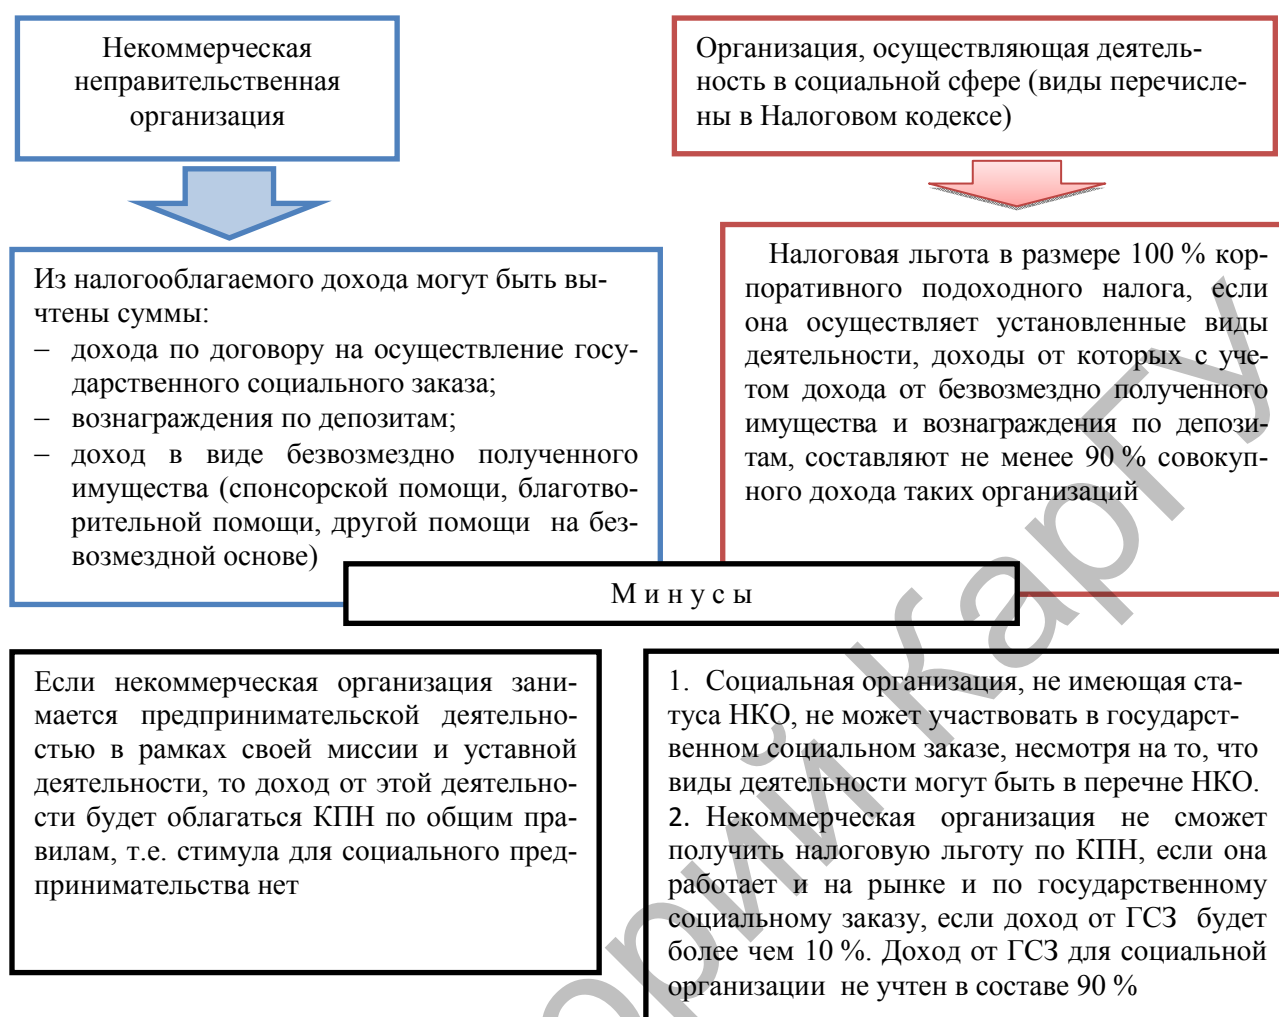 Некоммерческая
неправительственная
организация
Организация, осуществляющая деятель-
ность в социальной сфере (виды перечисле-
ны в Налоговом кодексе)
Из налогооблагаемого дохода могут быть вы-
чтены суммы:
– дохода по договору на осуществление госу-
дарственного социального заказа;
– вознаграждения по депозитам;
– доход в виде безвозмездно полученного
имущества (спонсорской помощи, благотво-
рительной помощи, другой помощи на без-
возмездной основе)
Налоговая льгота в размере 100 % кор-
поративного подоходного налога, если
она осуществляет установленные виды
деятельности, доходы от которых с уче-
том дохода от безвозмездно полученного
имущества и вознаграждения по депози-
там, составляют не менее 90 % совокуп-
ного дохода таких организаций
Минусы
Если некоммерческая организация зани-
мается предпринимательской деятельно-
стью в рамках своей миссии и уставной
деятельности, то доход от этой деятельно-
сти будет облагаться КПН по общим пра-
вилам, т.е. стимула для социального пред-
принимательства нет
1. Социальная организация, не имеющая ста-
туса НКО, не может участвовать в государст-
венном социальном заказе, несмотря на то, что
виды деятельности могут быть в перечне НКО.
2. Некоммерческая организация не сможет
получить налоговую льготу по КПН, если она
работает и на рынке и по государственному
социальному заказу, если доход от ГСЗ будет
более чем 10 %. Доход от ГСЗ для социальной
организации не учтен в составе 90 %
орий КарГУ